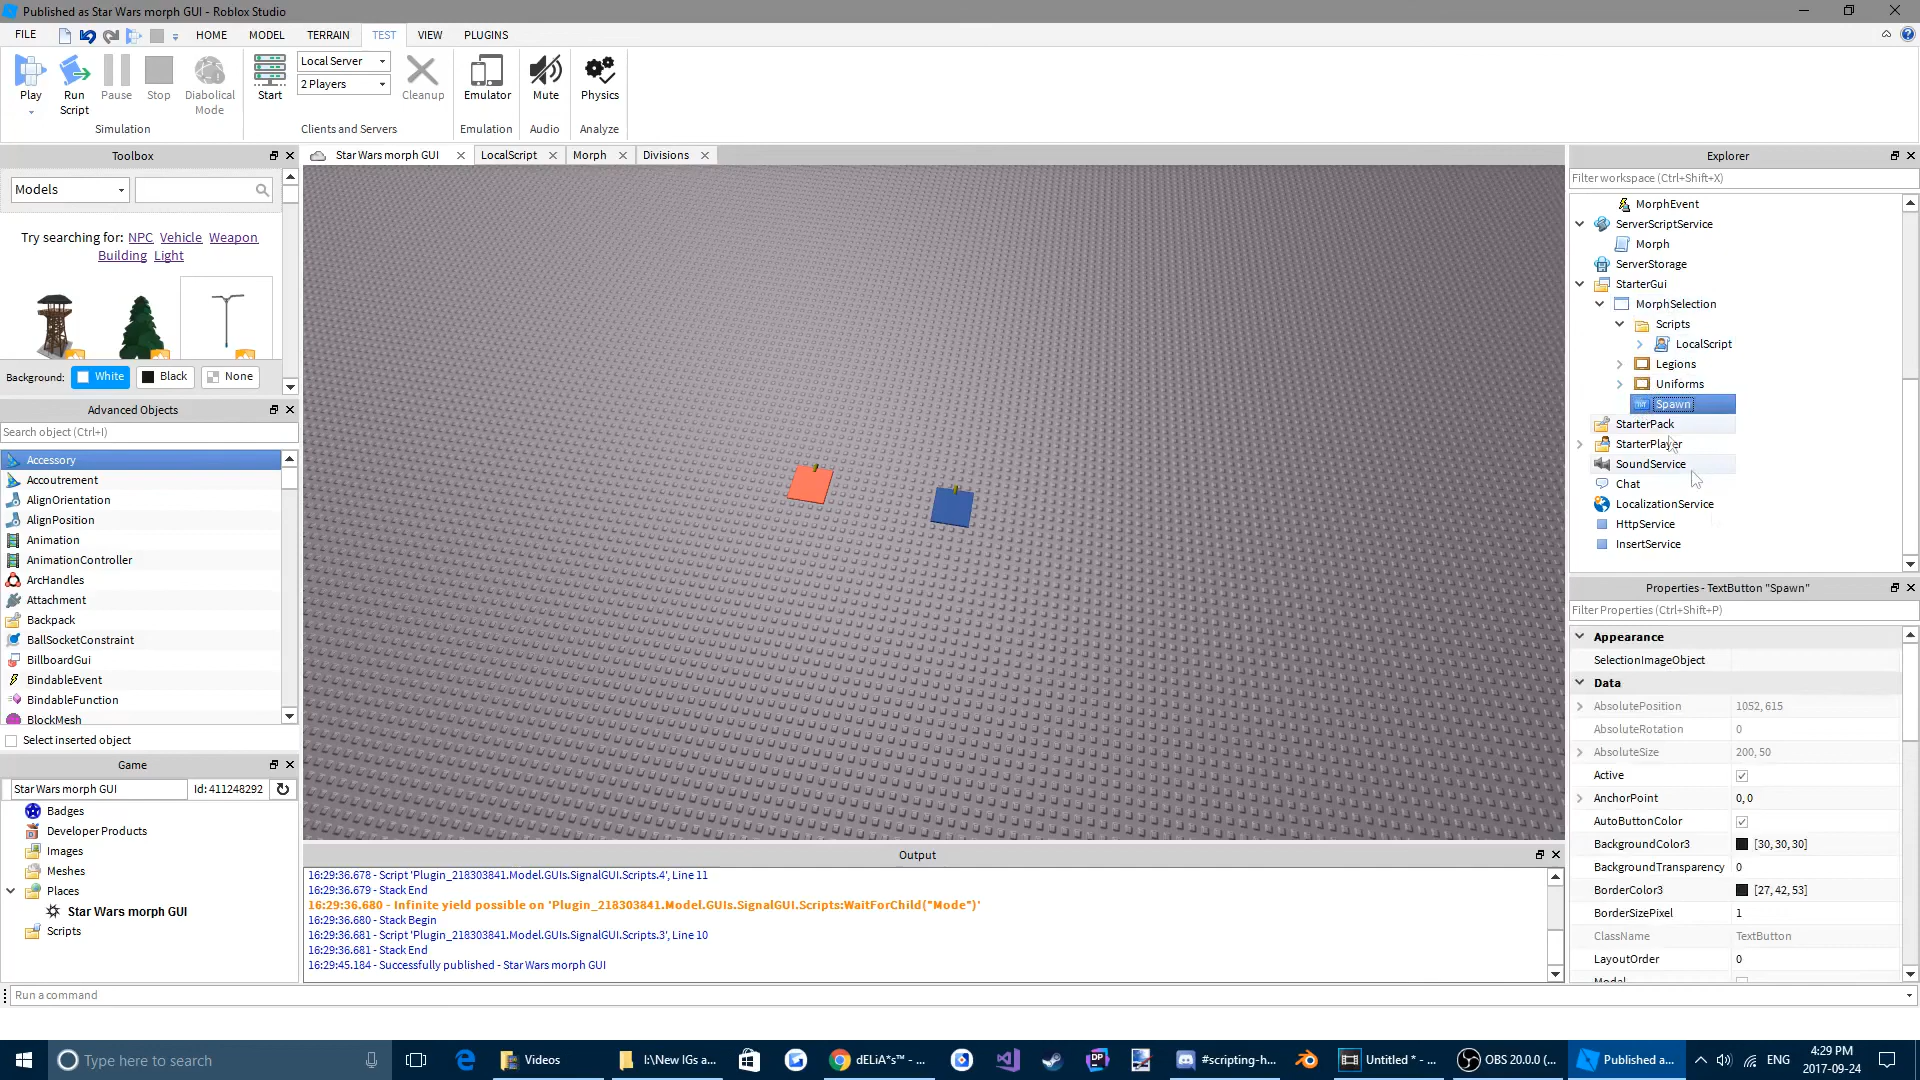 Published as Star Wars morph GUI - Roblox Studio
FILE
HOME
MODEL
TERRAIN
TEST
VIEW
PLUGINS
Play
Run
Script
Pause
Stop
Diabolical
Mode
Simulation
Start
Local Server
2 Players
Cleanup
Clients and Servers
Emulator
Emulation
Mute
Audio
Physics
Analyze
Toolbox
Models
Try searching for: NPC Vehicle Weapon
Building Light
Background: White Black None
Advanced Objects
Search object (Ctrl+I)
Accessory
Accoutrement
AlignOrientation
AlignPosition
Animation
AnimationController
ArcHandles
Attachment
Backpack
BallSocketConstraint
BillboardGui
BindableEvent
BindableFunction
BlockMesh
Select inserted object
Game
Star Wars morph GUI
Id: 411248292
Badges
Developer Products
Images
Meshes
Places
Star Wars morph GUI
Scripts
Star Wars morph GUI
LocalScript
Morph
Divisions
Output
16:29:36.678 - Script 'Plugin_218303841.Model.GUIs.SignalGUI.Scripts.4', Line 11
16:29:36.679 - Stack End
16:29:36.680 - Infinite yield possible on 'Plugin_218303841.Model.GUIs.SignalGUI.Scripts:WaitForChild("Mode")'
16:29:36.680 - Stack Begin
16:29:36.681 - Script 'Plugin_218303841.Model.GUIs.SignalGUI.Scripts.3', Line 10
16:29:36.681 - Stack End
16:29:45.184 - Successfully published - Star Wars morph GUI
Explorer
Filter workspace (Ctrl+Shift+X)
MorphEvent
ServerScriptService
Morph
ServerStorage
StarterGui
MorphSelection
Scripts
LocalScript
Legions
Uniforms
Spawn
StarterPack
StarterPlayer
SoundService
Chat
LocalizationService
HttpService
InsertService
Properties - TextButton "Spawn"
Filter Properties (Ctrl+Shift+P)
Appearance
SelectionImageObject
Data
AbsolutePosition 1052, 615
AbsoluteRotation 0
AbsoluteSize 200, 50
Active
AnchorPoint 0, 0
AutoButtonColor
BackgroundColor3 [30, 30, 30]
BackgroundTransparency 0
BorderColor3 [27, 42, 53]
BorderSizePixel 1
ClassName TextButton
LayoutOrder 0
Modal
Run a command
Type here to search
Videos
I:\New IGs a...
dELiA*s™ - ...
#scripting-h...
Untitled * - ...
OBS 20.0.0 (...
Published a...
ENG
4:29 PM
2017-09-24